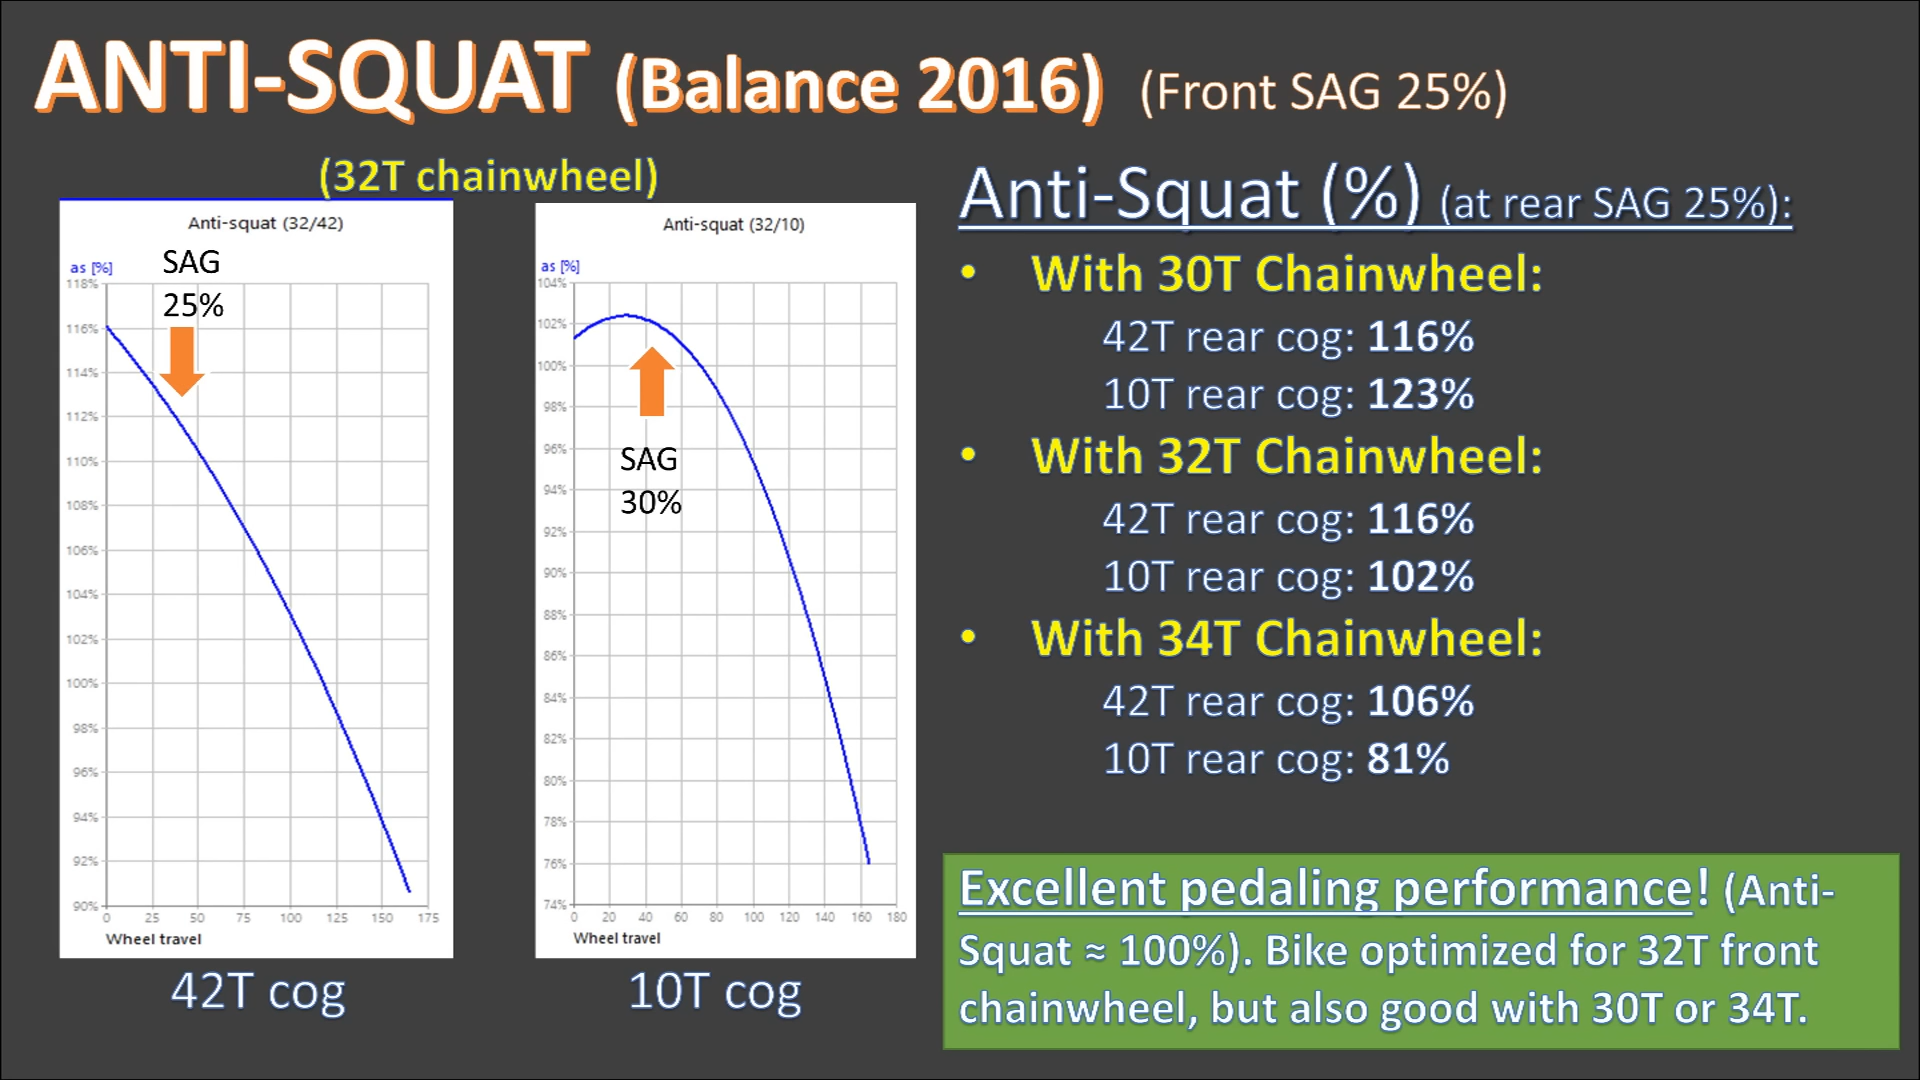 ANTI-SQUAT (Balance 2016) (Front SAG 25%)
(32T chainwheel)
Anti-squat (32/42)
as [%]
SAG
25%
118%
116%
114%
112%
110%
108%
106%
104%
102%
100%
98%
96%
94%
92%
90%
0 25 50 75 100 125 150 175
Wheel travel
42T cog
Anti-squat (32/10)
as [%]
104%
102%
100%
98%
96%
94%
92%
90%
88%
86%
84%
82%
80%
78%
76%
74%
SAG
30%
0 20 40 60 80 100 120 140 160 180
Wheel travel
10T cog
Anti-Squat (%) (at rear SAG 25%):
• With 30T Chainwheel:
42T rear cog: 116%
10T rear cog: 123%
• With 32T Chainwheel:
42T rear cog: 116%
10T rear cog: 102%
• With 34T Chainwheel:
42T rear cog: 106%
10T rear cog: 81%
Excellent pedaling performance! (Anti-
Squat ≈ 100%). Bike optimized for 32T front
chainwheel, but also good with 30T or 34T.